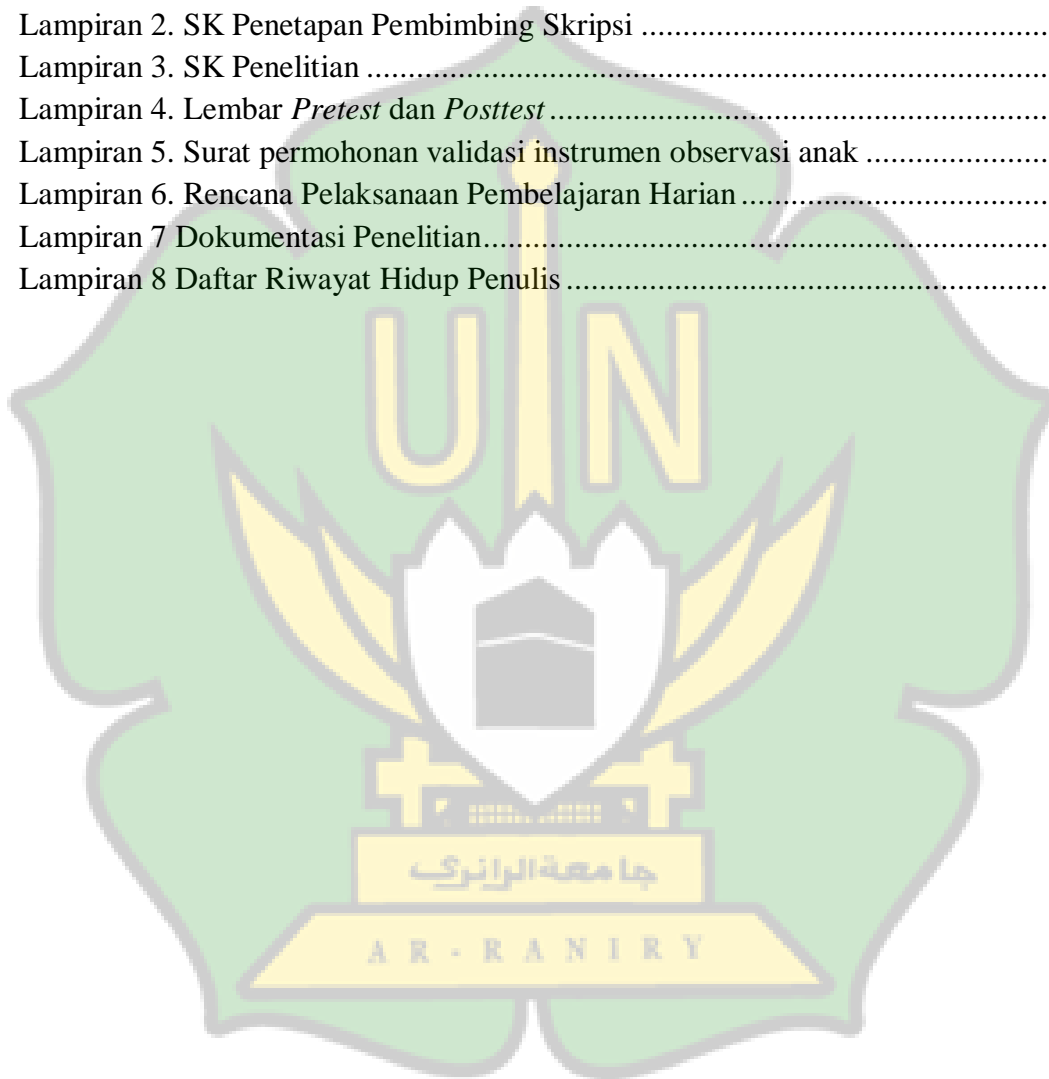 Lampiran 2. SK Penetapan Pembimbing Skripsi ..................................................
Lampiran 3. SK Penelitian ...................................................................................
Lampiran 4. Lembar Pretest dan Posttest .............................................................
Lampiran 5. Surat permohonan validasi instrumen observasi anak ......................
Lampiran 6. Rencana Pelaksanaan Pembelajaran Harian .....................................
Lampiran 7 Dokumentasi Penelitian.....................................................................
Lampiran 8 Daftar Riwayat Hidup Penulis ...........................................................
UIN
جامعة الرانري
AR-RANIRY